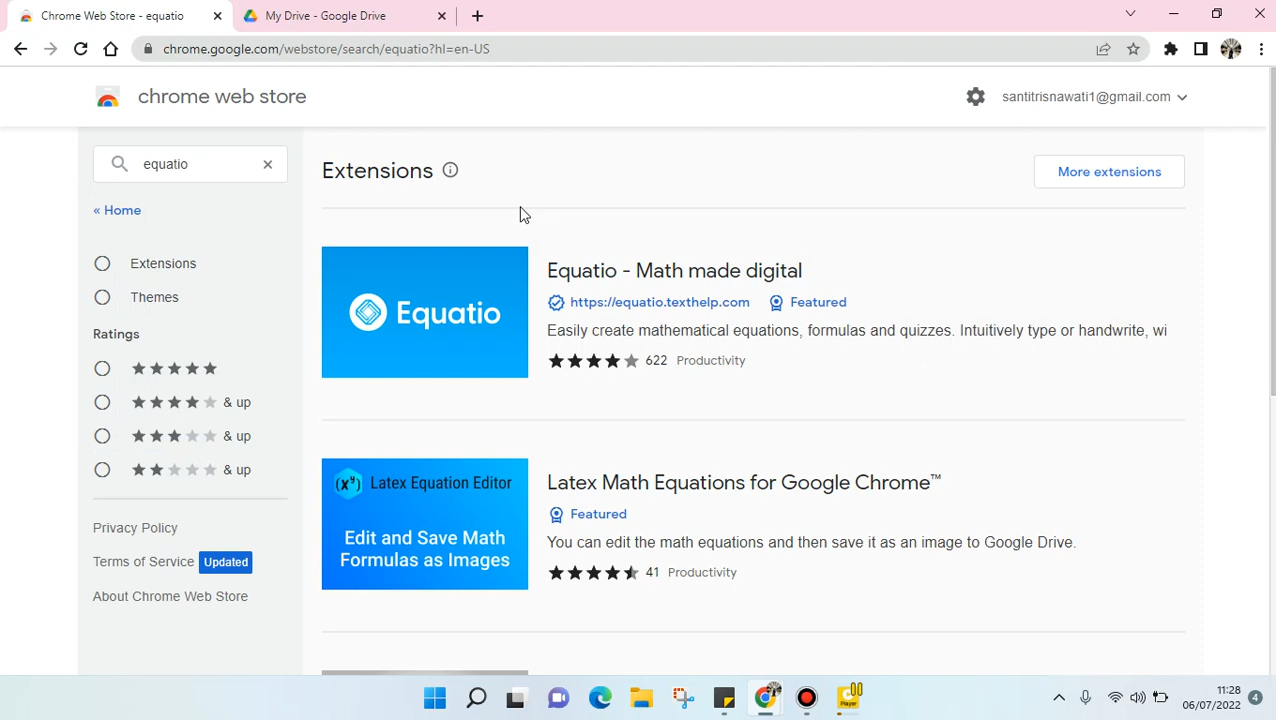 Chrome Web Store - equatio
My Drive - Google Drive
chrome.google.com/webstore/search/equatio?hl=en-US
chrome web store
santitrisnawati1@gmail.com
equatio
« Home
Extensions
Themes
Ratings
& up
& up
& up
Privacy Policy
Terms of Service Updated
About Chrome Web Store
Extensions
More extensions
Equatio
Equatio - Math made digital
https://equatio.texthelp.com Featured
Easily create mathematical equations, formulas and quizzes. Intuitively type or handwrite, wi
622 Productivity
(x^y) Latex Equation Editor
Edit and Save Math
Formulas as Images
Latex Math Equations for Google Chrome™
Featured
You can edit the math equations and then save it as an image to Google Drive.
41 Productivity
Player
11:28
06/07/2022
4